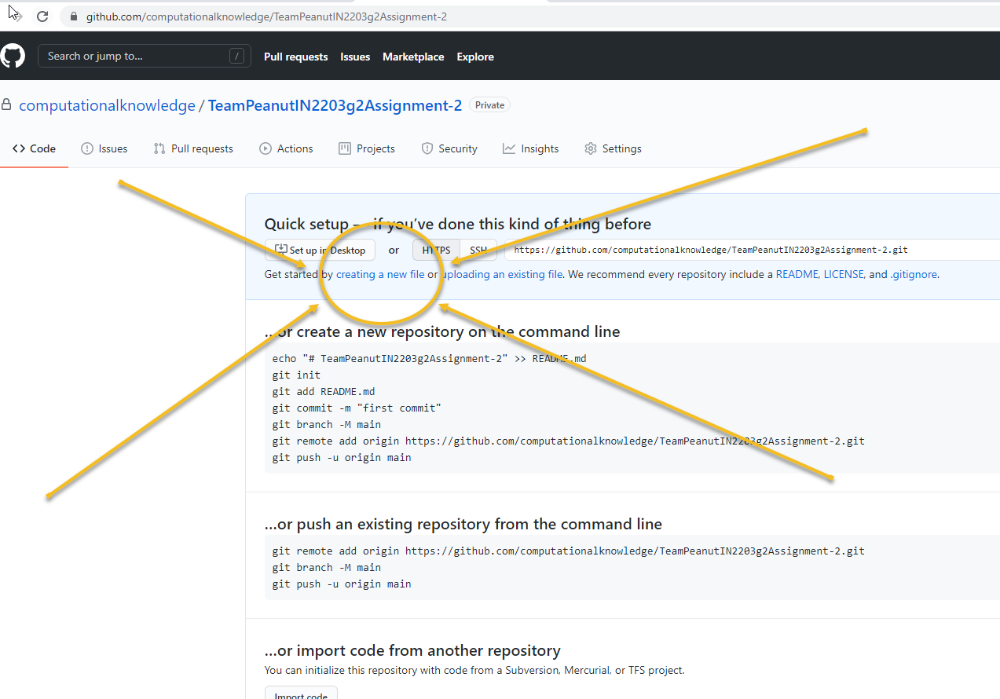 github.com/computationalknowledge/TeamPeanutIN2203g2Assignment-2
Search or jump to... /
Pull requests Issues Marketplace Explore
computationalknowledge / TeamPeanutIN2203g2Assignment-2 Private
Code Issues Pull requests Actions Projects Security Insights Settings
Quick setup — if you’ve done this kind of thing before
Set up in Desktop or HTTPS SSH https://github.com/computationalknowledge/TeamPeanutIN2203g2Assignment-2.git
Get started by creating a new file or uploading an existing file. We recommend every repository include a README, LICENSE, and .gitignore.
…or create a new repository on the command line
echo "# TeamPeanutIN2203g2Assignment-2" >> README.md
git init
git add README.md
git commit -m "first commit"
git branch -M main
git remote add origin https://github.com/computationalknowledge/TeamPeanutIN2203g2Assignment-2.git
git push -u origin main
…or push an existing repository from the command line
git remote add origin https://github.com/computationalknowledge/TeamPeanutIN2203g2Assignment-2.git
git branch -M main
git push -u origin main
…or import code from another repository
You can initialize this repository with code from a Subversion, Mercurial, or TFS project.
Import code